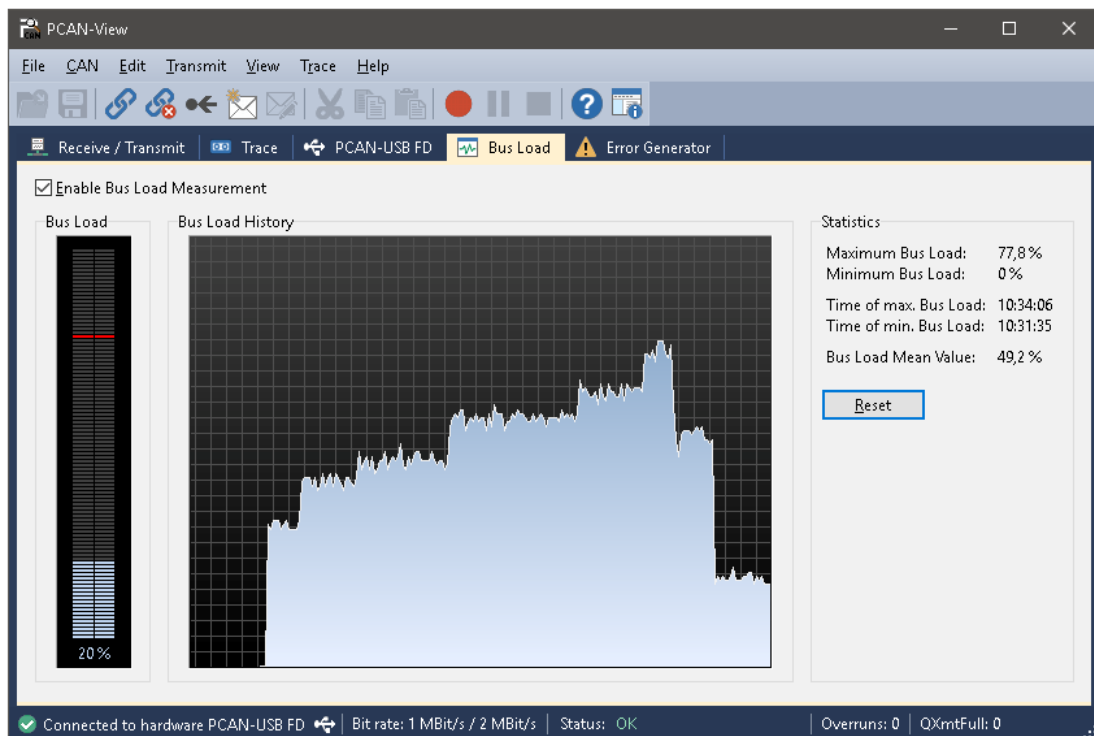 PCAN-View
File CAN Edit Transmit View Trace Help
Receive / Transmit Trace PCAN-USB FD Bus Load Error Generator
Enable Bus Load Measurement
Bus Load
20 %
Bus Load History
Statistics
Maximum Bus Load: 77,8 %
Minimum Bus Load: 0 %
Time of max. Bus Load: 10:34:06
Time of min. Bus Load: 10:31:35
Bus Load Mean Value: 49,2 %
Reset
Connected to hardware PCAN-USB FD Bit rate: 1 MBit/s / 2 MBit/s Status: OK Overruns: 0 QXmtFull: 0